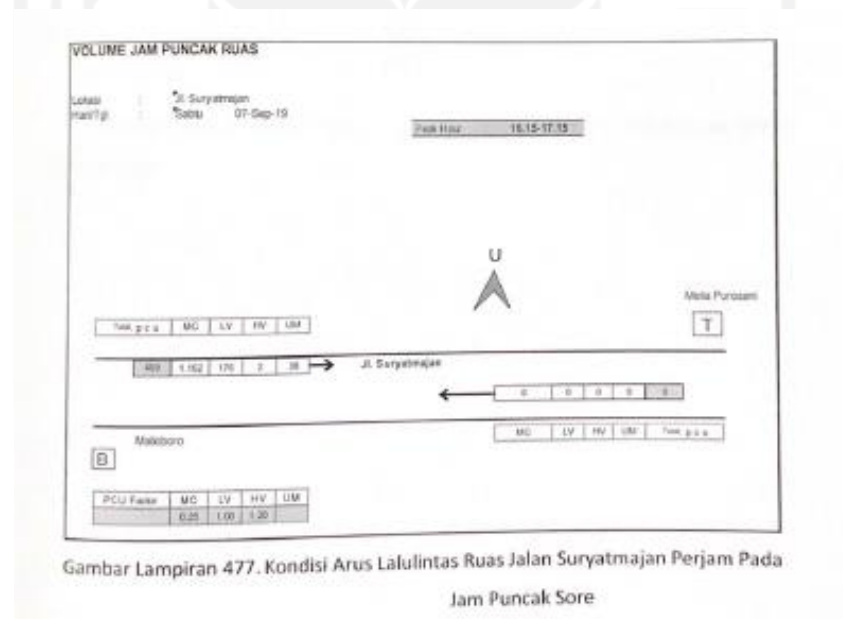 VOLUME JAM PUNCAK RUAS
Lokasi : Jl. Suryatmajan
Hari/Tgl : Sabtu 07-Sep-19
Peak Hour 16.15-17.15
U
Melia Purosani
T
Total, p c u MC LV HV UM
1.162 176 2
Jl. Suryatmajan
0 0 0 0 0
MC LV HV UM Total, p c u
Malioboro
B
PCU Factor MC LV HV UM
0.25 1.00 1.20
Gambar Lampiran 477. Kondisi Arus Lalulintas Ruas Jalan Suryatmajan Perjam Pada
Jam Puncak Sore